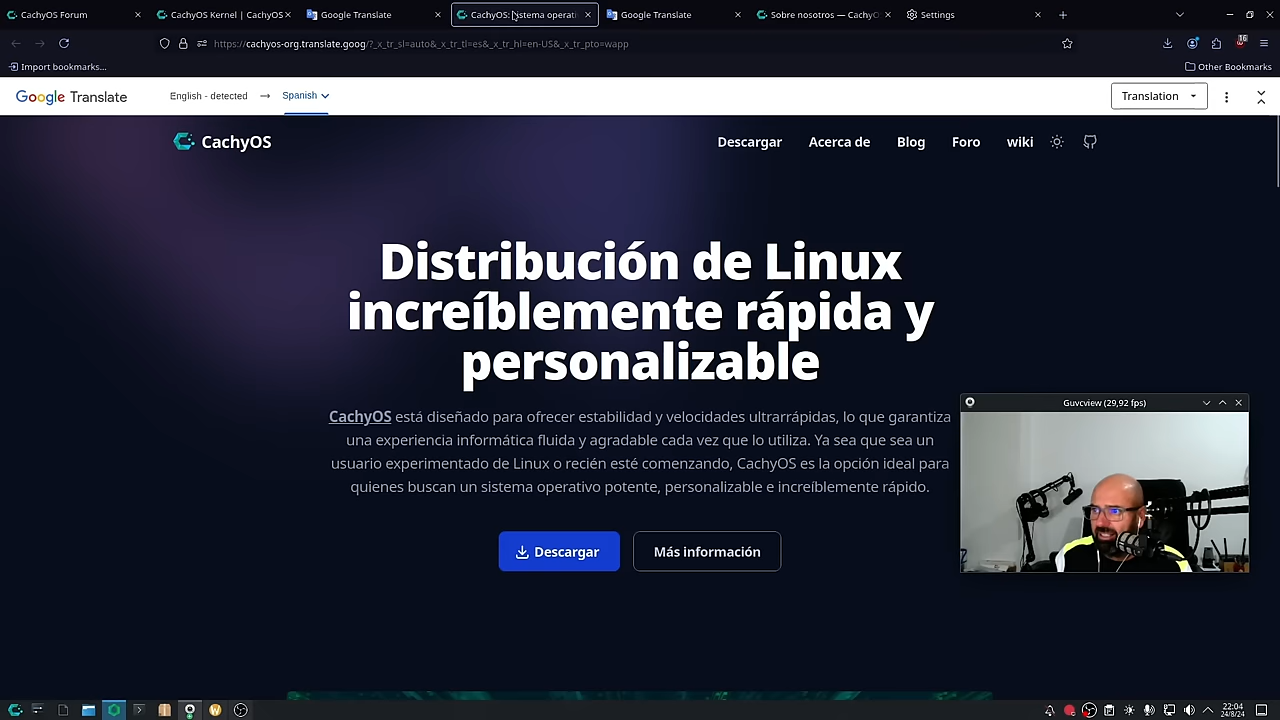 CachyOS Forum
CachyOS Kernel | CachyOS
Google Translate
CachyOS: Sistema operati
Google Translate
Sobre nosotros — CachyO
Settings
https://cachyos-org.translate.goog/?_x_tr_sl=auto&_x_tr_tl=es&_x_tr_hl=en-US&_x_tr_pto=wapp
16
Import bookmarks...
Other Bookmarks
Google Translate
English - detected
Spanish
Translation
CachyOS
Descargar
Acerca de
Blog
Foro
wiki
Distribución de Linux
increíblemente rápida y
personalizable
CachyOS está diseñado para ofrecer estabilidad y velocidades ultrarrápidas, lo que garantiza
una experiencia informática fluida y agradable cada vez que lo utiliza. Ya sea que sea un
usuario experimentado de Linux o recién esté comenzando, CachyOS es la opción ideal para
quienes buscan un sistema operativo potente, personalizable e increíblemente rápido.
Descargar
Más información
Guvcview (29,92 fps)
22:04
24/8/24